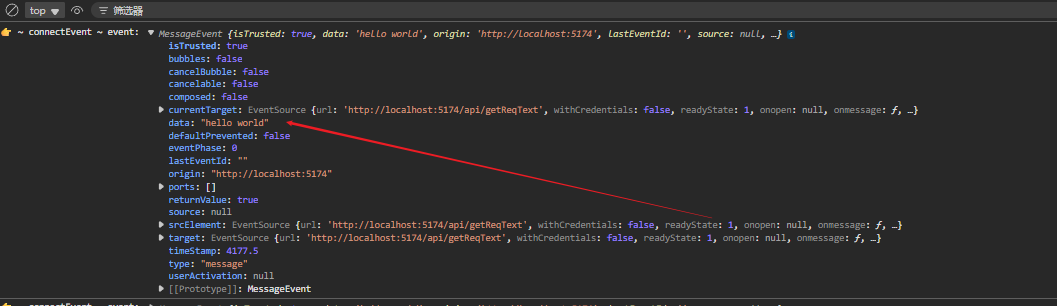 top 筛选器
👉 ~ connectEvent ~ event: ▼ MessageEvent {isTrusted: true, data: 'hello world', origin: 'http://localhost:5174', lastEventId: '', source: null, …} i
isTrusted: true
bubbles: false
cancelBubble: false
cancelable: false
composed: false
▶ currentTarget: EventSource {url: 'http://localhost:5174/api/getReqText', withCredentials: false, readyState: 1, onopen: null, onmessage: ƒ, …}
data: "hello world"
defaultPrevented: false
eventPhase: 0
lastEventId: ""
origin: "http://localhost:5174"
▶ ports: []
returnValue: true
source: null
▶ srcElement: EventSource {url: 'http://localhost:5174/api/getReqText', withCredentials: false, readyState: 1, onopen: null, onmessage: ƒ, …}
▶ target: EventSource {url: 'http://localhost:5174/api/getReqText', withCredentials: false, readyState: 1, onopen: null, onmessage: ƒ, …}
timeStamp: 4177.5
type: "message"
userActivation: null
▶ [[Prototype]]: MessageEvent